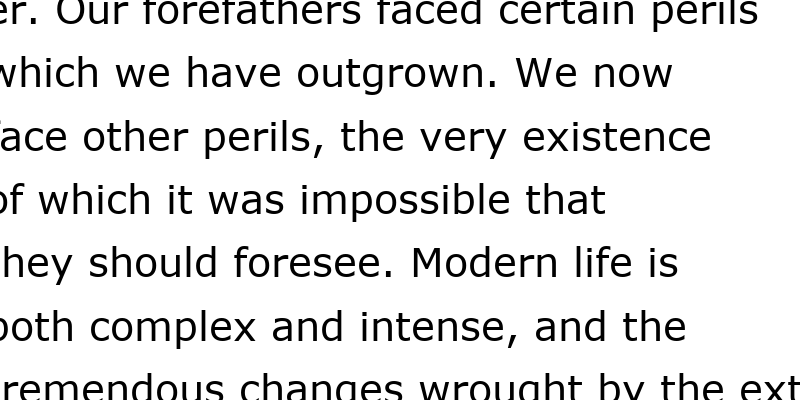 er. Our forefathers faced certain perils
which we have outgrown. We now
face other perils, the very existence
of which it was impossible that
they should foresee. Modern life is
both complex and intense, and the
tremendous changes wrought by the ext